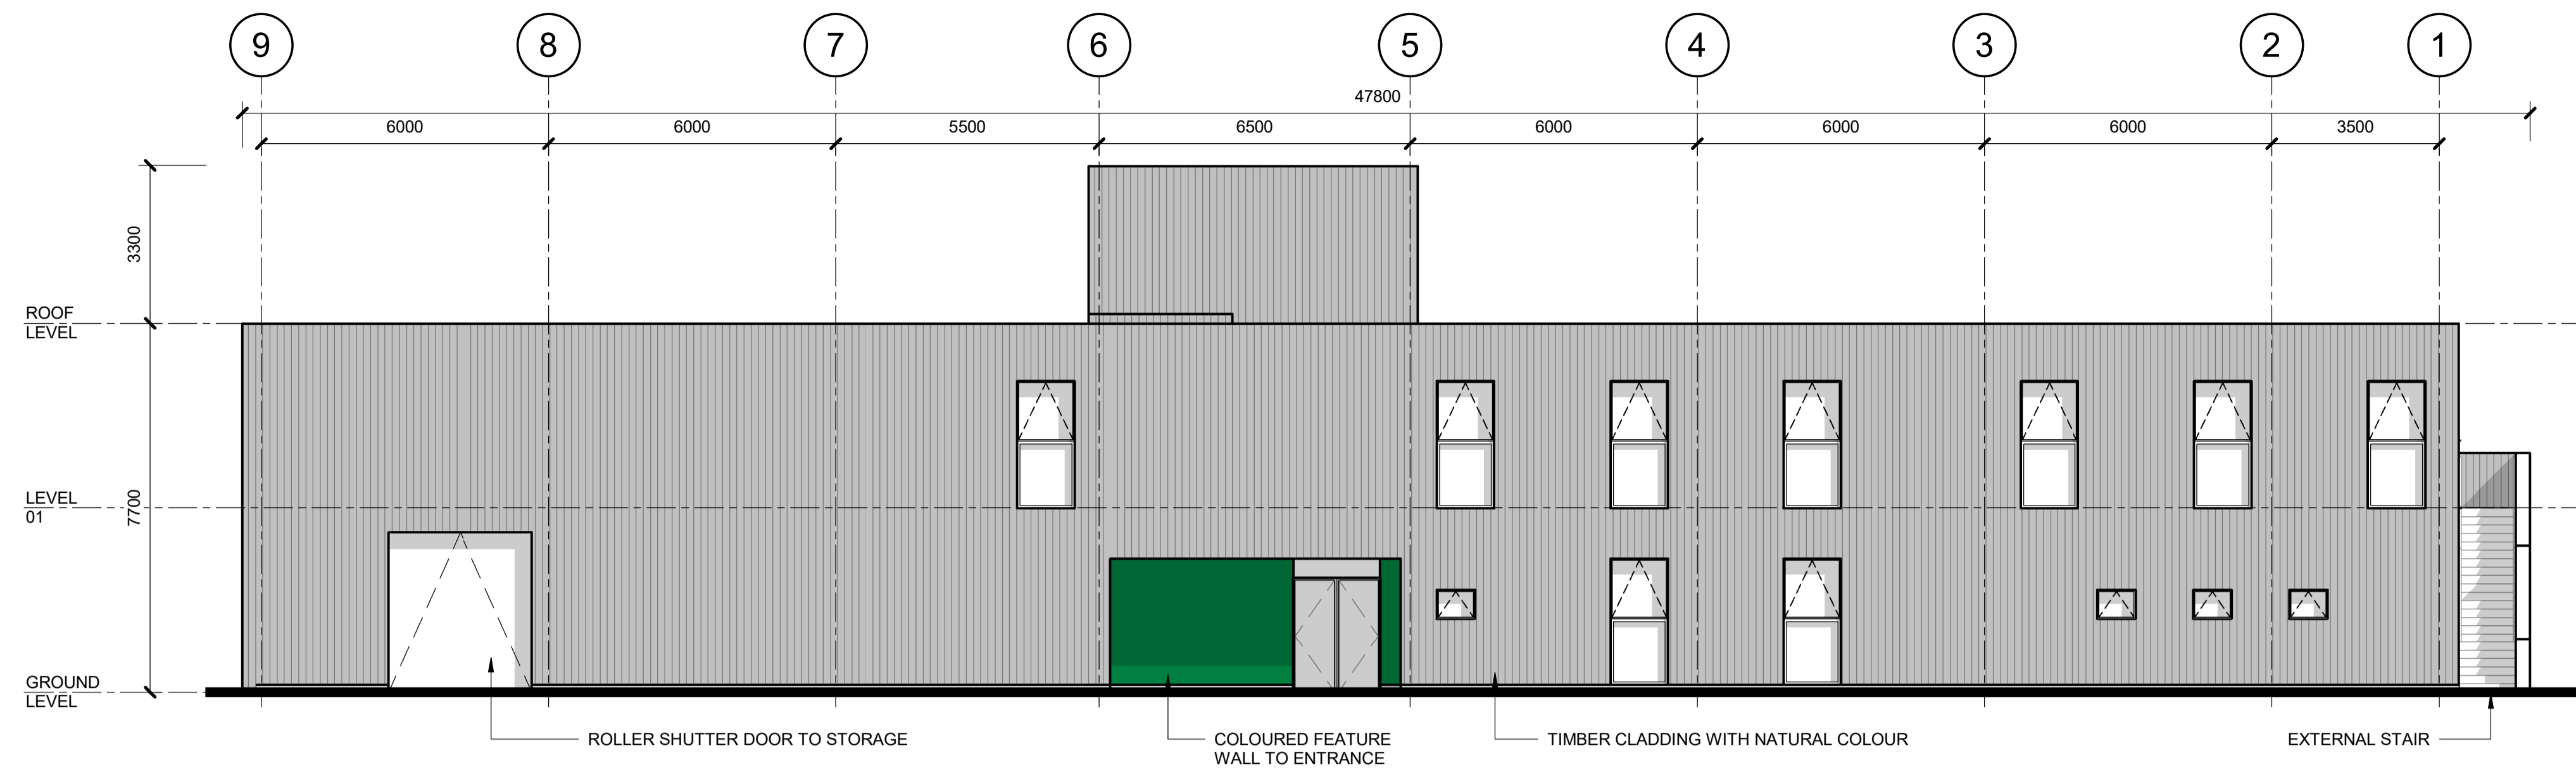 9 8 7 6 5 4 3 2 1
47800
6000 6000 5500 6500 6000 6000 6000 3500
3300
ROOF
LEVEL
LEVEL
01
7700
GROUND
LEVEL
ROLLER SHUTTER DOOR TO STORAGE
COLOURED FEATURE
WALL TO ENTRANCE
TIMBER CLADDING WITH NATURAL COLOUR
EXTERNAL STAIR